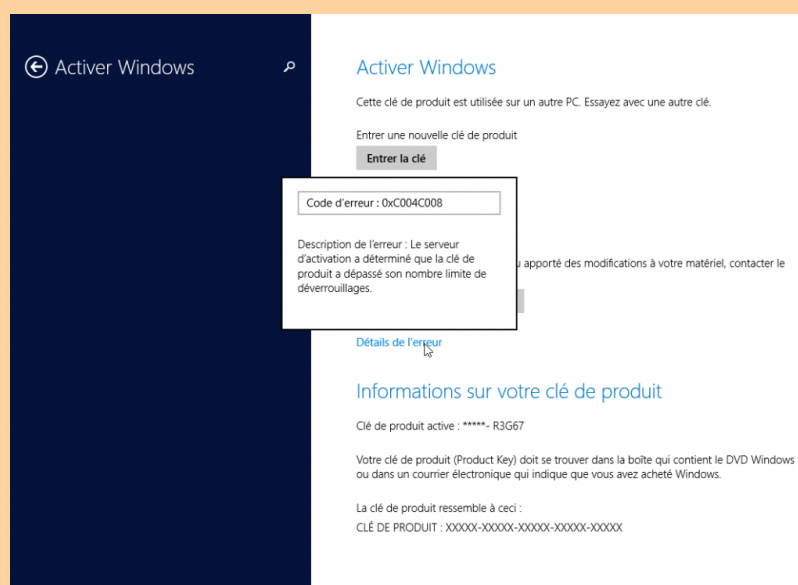 Activer Windows
Activer Windows
Cette clé de produit est utilisée sur un autre PC. Essayez avec une autre clé.
Entrer une nouvelle clé de produit
Entrer la clé
Code d'erreur : 0xC004C008
Description de l'erreur : Le serveur
d'activation a déterminé que la clé de
produit a dépassé son nombre limite de
déverrouillages.
apporté des modifications à votre matériel, contacter le
Détails de l'erreur
Informations sur votre clé de produit
Clé de produit active : *****- R3G67
Votre clé de produit (Product Key) doit se trouver dans la boîte qui contient le DVD Windows
ou dans un courrier électronique qui indique que vous avez acheté Windows.
La clé de produit ressemble à ceci :
CLÉ DE PRODUIT : XXXXX-XXXXX-XXXXX-XXXXX-XXXXX